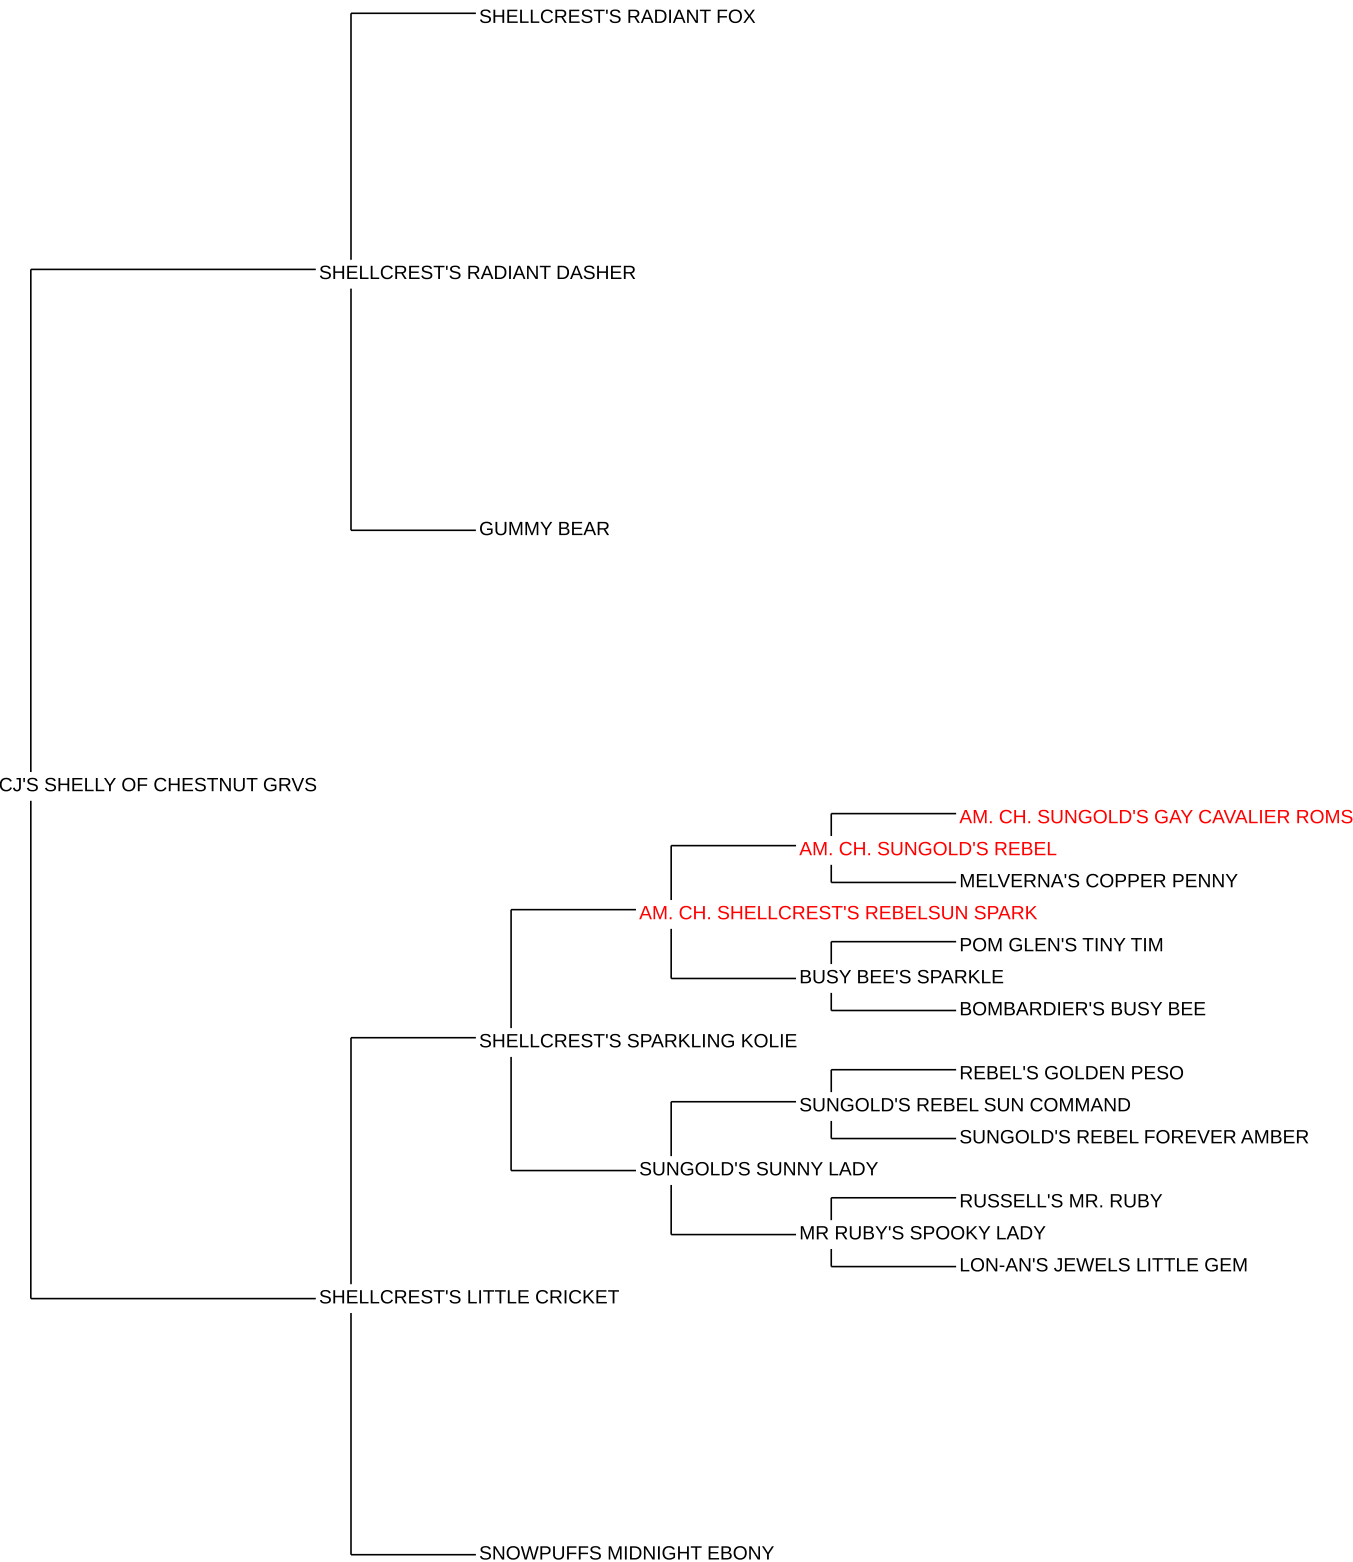 SHELLCREST'S RADIANT FOX
SHELLCREST'S RADIANT DASHER
GUMMY BEAR
CJ'S SHELLY OF CHESTNUT GRVS
AM. CH. SUNGOLD'S GAY CAVALIER ROMS
AM. CH. SUNGOLD'S REBEL
MELVERNA'S COPPER PENNY
AM. CH. SHELLCREST'S REBELSUN SPARK
POM GLEN'S TINY TIM
BUSY BEE'S SPARKLE
BOMBARDIER'S BUSY BEE
SHELLCREST'S SPARKLING KOLIE
REBEL'S GOLDEN PESO
SUNGOLD'S REBEL SUN COMMAND
SUNGOLD'S REBEL FOREVER AMBER
SUNGOLD'S SUNNY LADY
RUSSELL'S MR. RUBY
MR RUBY'S SPOOKY LADY
LON-AN'S JEWELS LITTLE GEM
SHELLCREST'S LITTLE CRICKET
SNOWPUFFS MIDNIGHT EBONY